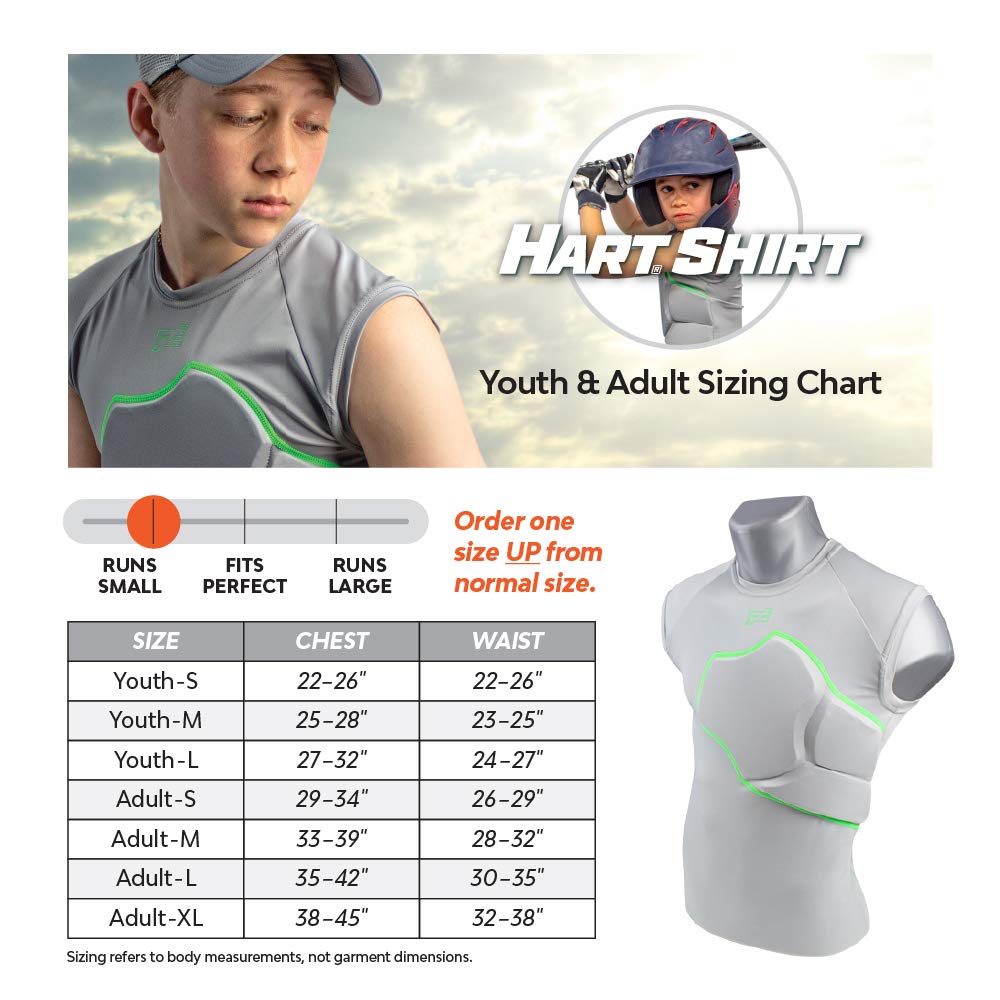 HART SHIRT®
Youth & Adult Sizing Chart
RUNS SMALL
FITS PERFECT
RUNS LARGE
Order one
size UP from
normal size.
SIZE CHEST WAIST
Youth-S 22–26" 22–26"
Youth-M 25–28" 23–25"
Youth-L 27–32" 24–27"
Adult-S 29–34" 26–29"
Adult-M 33–39" 28–32"
Adult-L 35–42" 30–35"
Adult-XL 38–45" 32–38"
Sizing refers to body measurements, not garment dimensions.